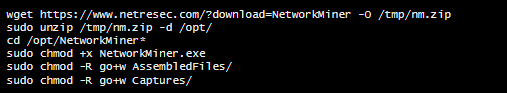 wget https://www.netresec.com/?download=NetworkMiner -O /tmp/nm.zip
sudo unzip /tmp/nm.zip -d /opt/
cd /opt/NetworkMiner*
sudo chmod +x NetworkMiner.exe
sudo chmod -R go+w AssembledFiles/
sudo chmod -R go+w Captures/